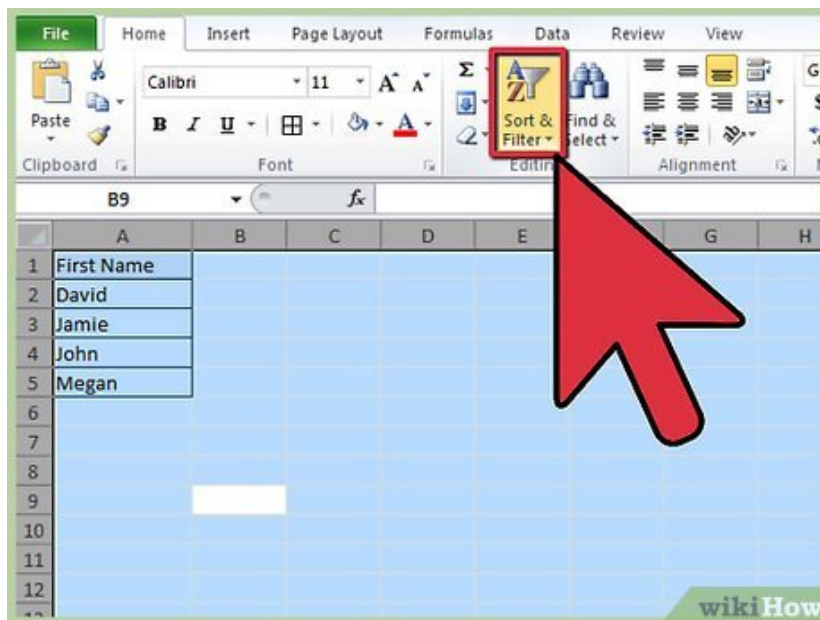 File Home Insert Page Layout Formulas Data Review View
Calibri 11 A A Σ A Z G
Paste B I U A Sort & Filter Find & Select $
Clipboard Font Editin Alignment
B9 fx
A B C D E G H
1 First Name
2 David
3 Jamie
4 John
5 Megan
6
7
8
9
10
11
12
wikiHow